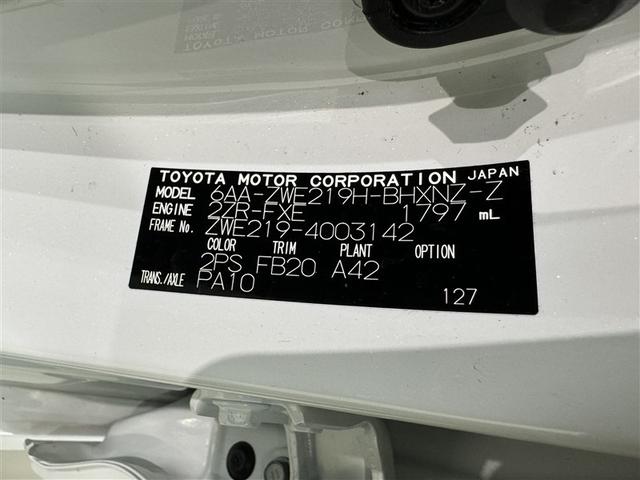 TOYOTA MOTOR CORPORATION JAPAN
MODEL 6AA-ZWE219H-BHXNZ-Z
ENGINE 2ZR-FXE 1797 mL
FRAME No. ZWE219-4003142
COLOR TRIM PLANT OPTION
2PS FB20 A42
TRANS./AXLE PA10
127